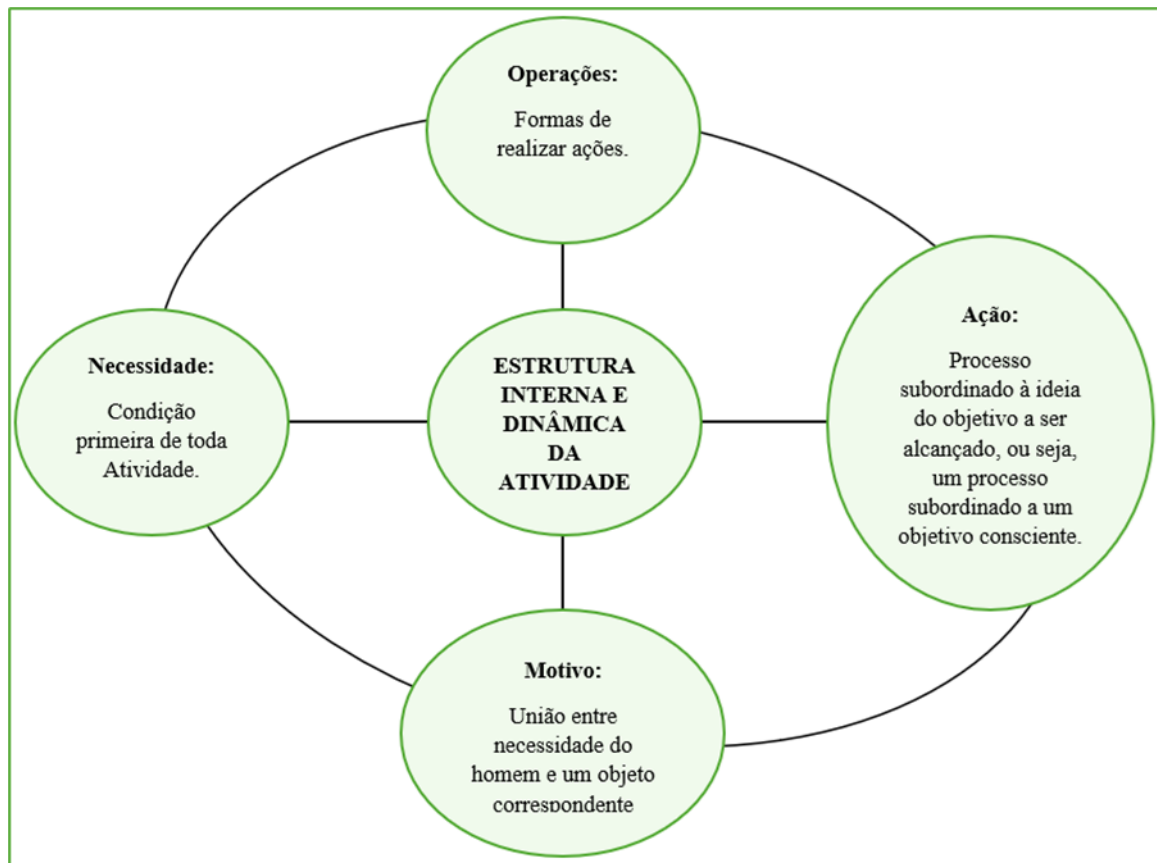 Operações:
Formas de
realizar ações.
Necessidade:
Condição
primeira de toda
Atividade.
ESTRUTURA
INTERNA E
DINÂMICA
DA
ATIVIDADE
Ação:
Processo
subordinado à ideia
do objetivo a ser
alcançado, ou seja,
um processo
subordinado a um
objetivo consciente.
Motivo:
União entre
necessidade do
homem e um objeto
correspondente